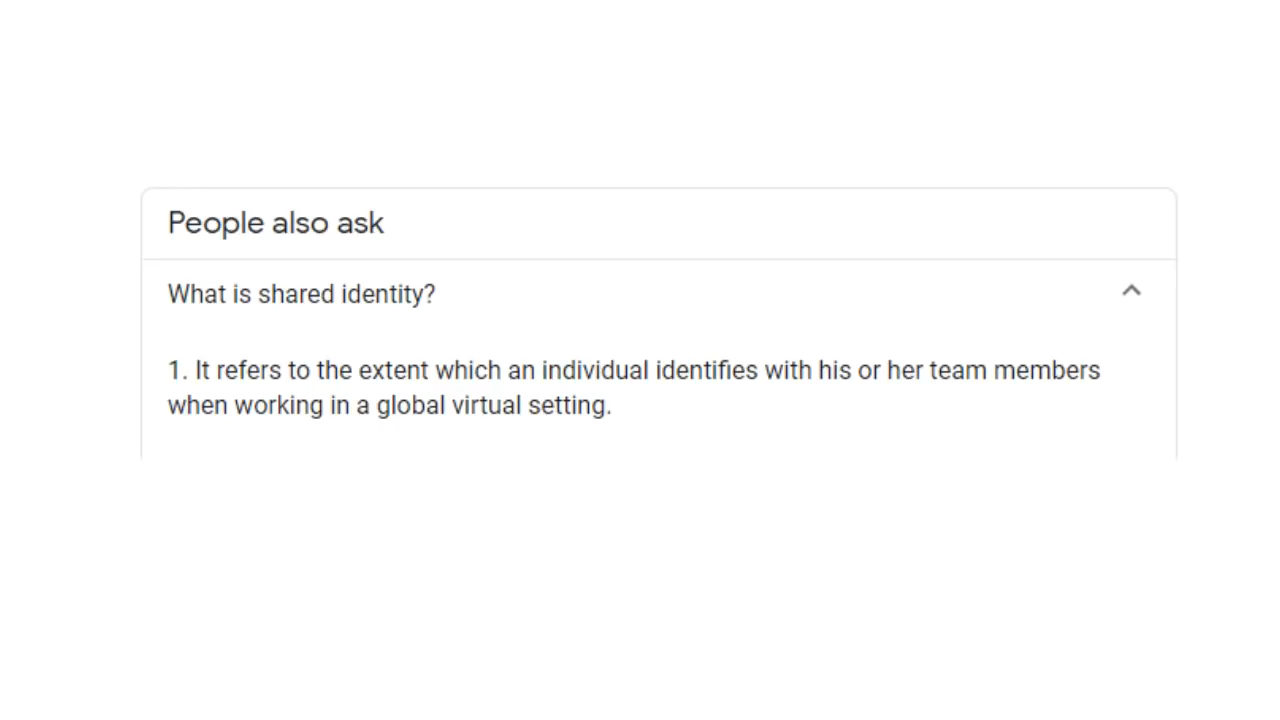 People also ask
What is shared identity?
1. It refers to the extent which an individual identifies with his or her team members
when working in a global virtual setting.